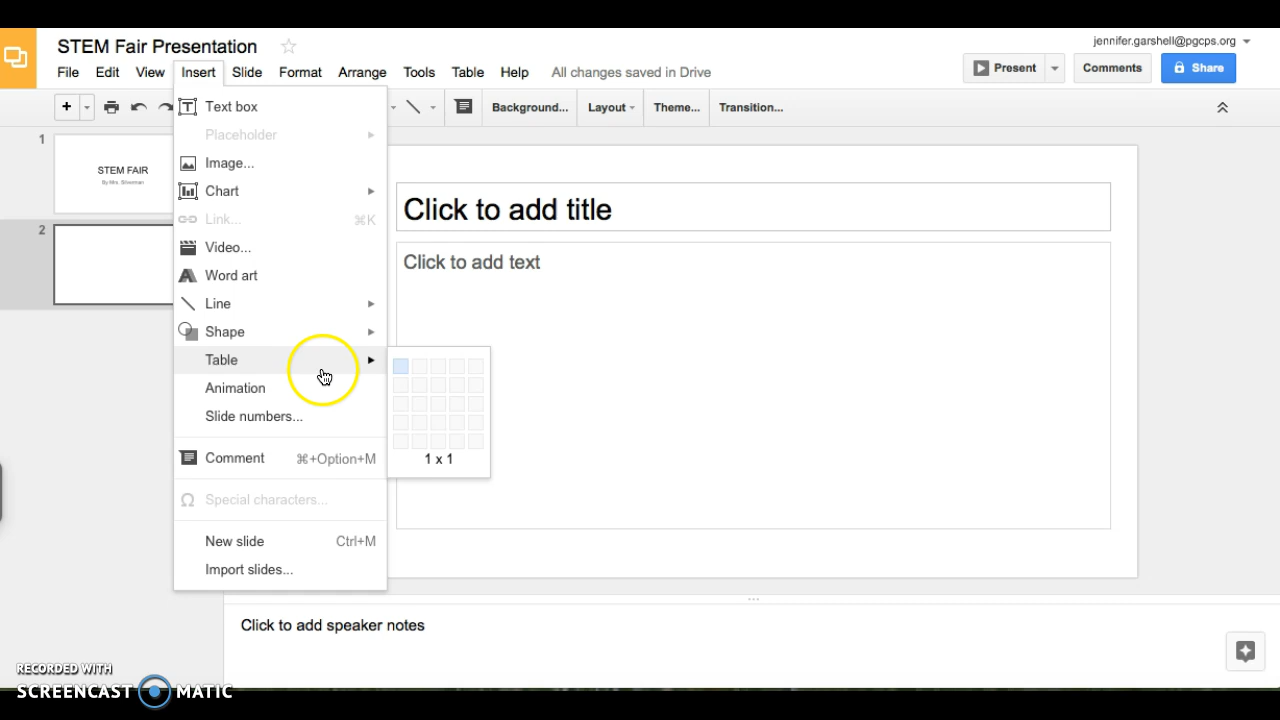 STEM Fair Presentation
jennifer.garshell@pgcps.org
File Edit View Insert Slide Format Arrange Tools Table Help All changes saved in Drive
Present Comments Share
Background... Layout Theme... Transition...
Text box
Placeholder
Image...
Chart
Link... ⌘K
Video...
Word art
Line
Shape
Table
Animation
Slide numbers...
Comment ⌘+Option+M
Special characters...
New slide Ctrl+M
Import slides...
1 x 1
1
STEM FAIR
By Mrs. Silverman
2
Click to add title
Click to add text
Click to add speaker notes
RECORDED WITH
SCREENCAST MATIC